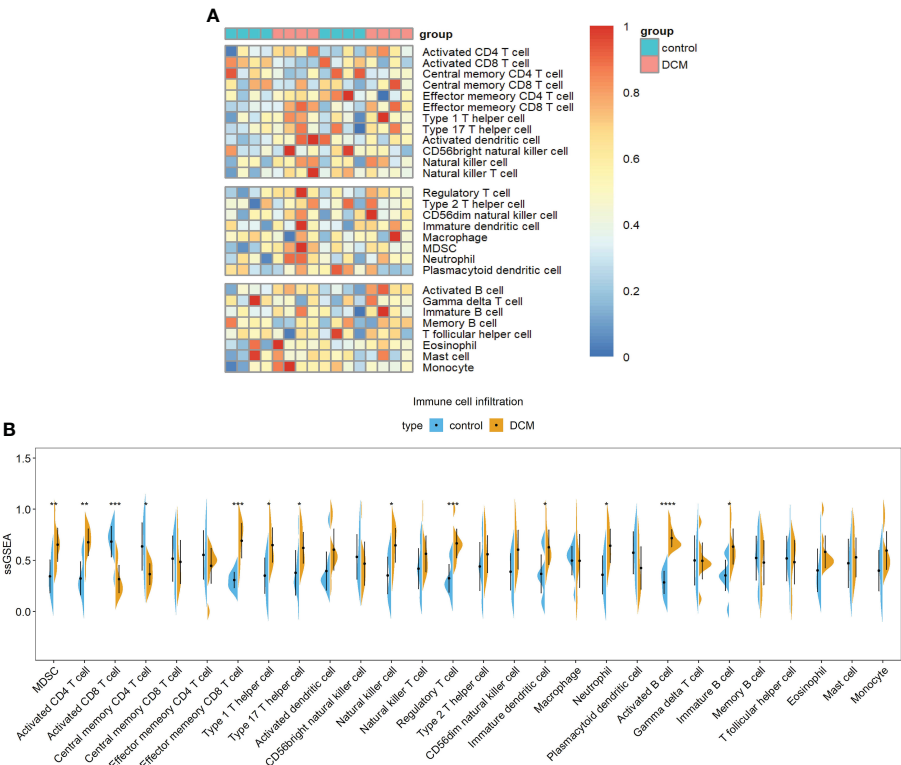 A
group
Activated CD4 T cell
Activated CD8 T cell
Central memory CD4 T cell
Central memory CD8 T cell
Effector memeory CD4 T cell
Effector memeory CD8 T cell
Type 1 T helper cell
Type 17 T helper cell
Activated dendritic cell
CD56bright natural killer cell
Natural killer cell
Natural killer T cell
Regulatory T cell
Type 2 T helper cell
CD56dim natural killer cell
Immature dendritic cell
Macrophage
MDSC
Neutrophil
Plasmacytoid dendritic cell
Activated B cell
Gamma delta T cell
Immature B cell
Memory B cell
T follicular helper cell
Eosinophil
Mast cell
Monocyte
1
0.8
0.6
0.4
0.2
0
group
control
DCM
Immune cell infiltration
type control DCM
B
ssGSEA
1.5
1.0
0.5
0.0
** ** *** * *** * * * *** * * **** *
MDSC
Activated CD4 T cell
Activated CD8 T cell
Central memory CD4 T cell
Central memory CD8 T cell
Effector memeory CD4 T cell
Effector memeory CD8 T cell
Type 1 T helper cell
Type 17 T helper cell
Activated dendritic cell
CD56bright natural killer cell
Natural killer cell
Natural killer T cell
Regulatory T cell
Type 2 T helper cell
CD56dim natural killer cell
Immature dendritic cell
Macrophage
Neutrophil
Plasmacytoid dendritic cell
Activated B cell
Gamma delta T cell
Immature B cell
Memory B cell
T follicular helper cell
Eosinophil
Mast cell
Monocyte